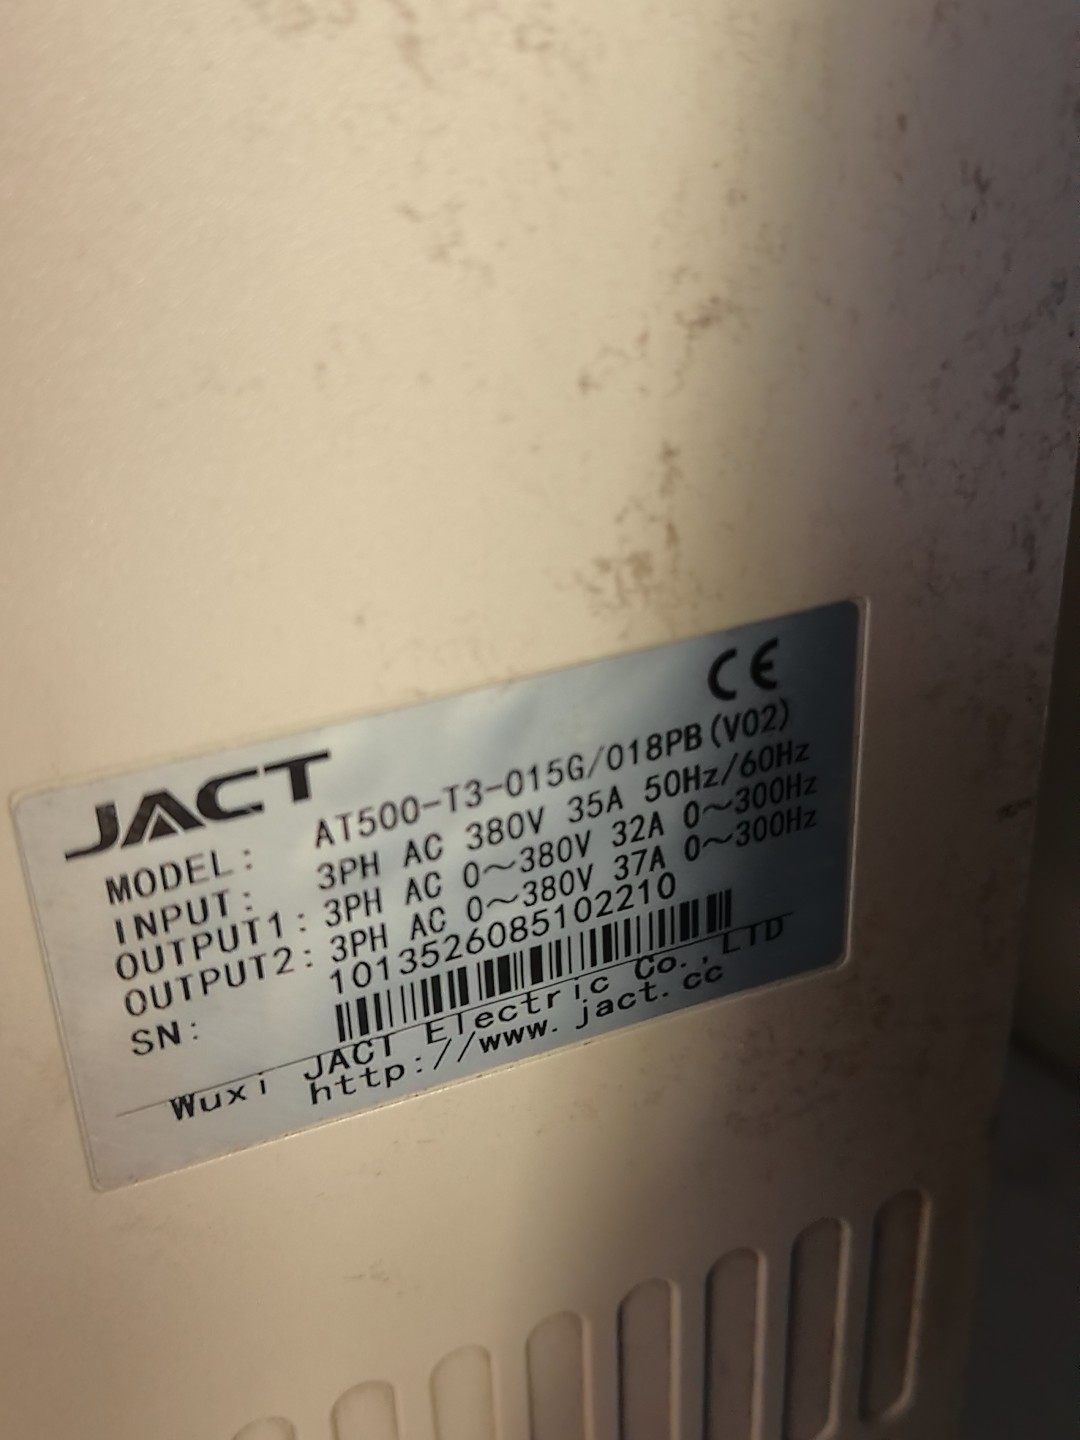 CE
JACT
MODEL: AT500-T3-015G/018PB(V02)
INPUT: 3PH AC 380V 35A 50Hz/60Hz
OUTPUT1: 3PH AC 0～380V 32A 0～300Hz
OUTPUT2: 3PH AC 0～380V 37A 0～300Hz
SN: 1013526085102210
Wuxi JACT Electric Co.,LTD
http://www.jact.cc